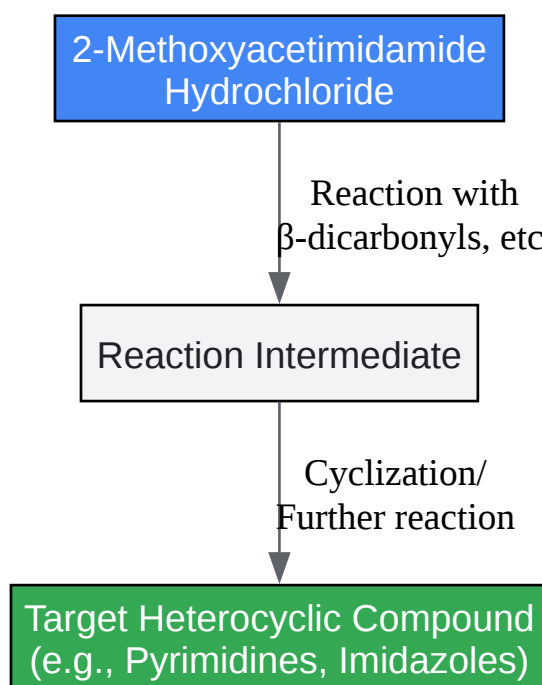 2-Methoxyacetimidamide
Hydrochloride
Reaction with
β-dicarbonyls, etc
Reaction Intermediate
Cyclization/
Further reaction
Target Heterocyclic Compound
(e.g., Pyrimidines, Imidazoles)